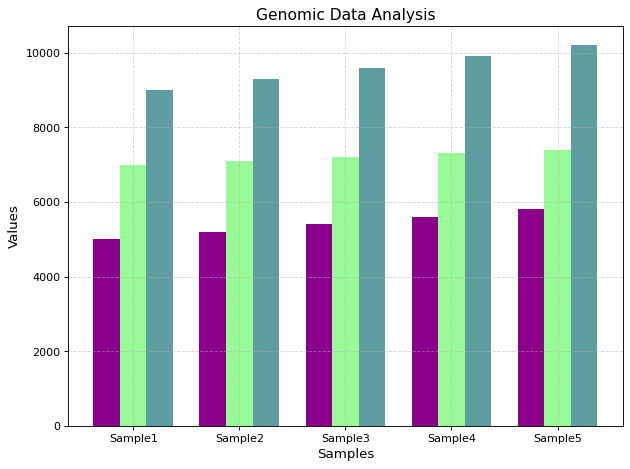 Genomic Data Analysis
10000
8000
6000
4000
2000
0
Values
Sample1 Sample2 Sample3 Sample4 Sample5
Samples